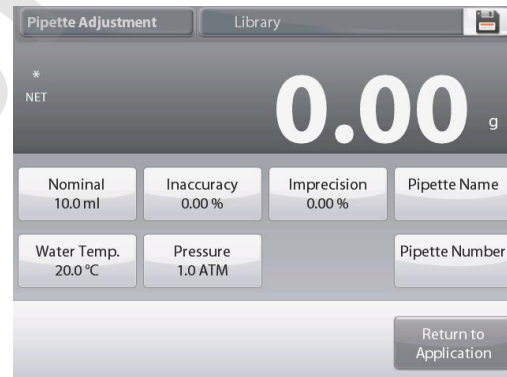 Pipette Adjustment
Library
*
NET
0.00 g
Nominal
10.0 ml
Inaccuracy
0.00 %
Imprecision
0.00 %
Pipette Name
Water Temp.
20.0 °C
Pressure
1.0 ATM
Pipette Number
Return to
Application